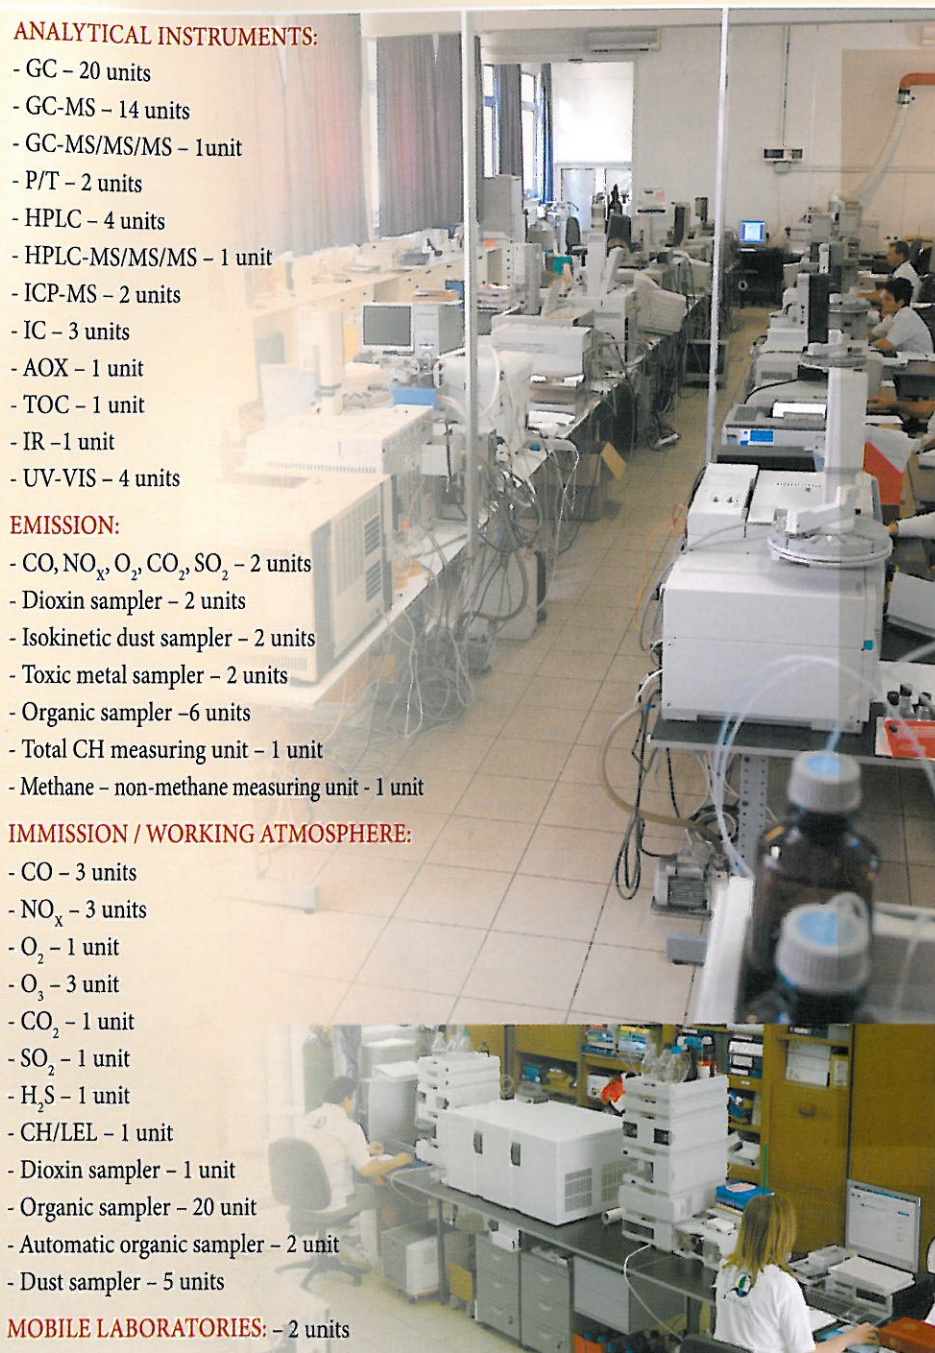 ANALYTICAL INSTRUMENTS:
- GC – 20 units
- GC-MS – 14 units
- GC-MS/MS/MS – 1unit
- P/T – 2 units
- HPLC – 4 units
- HPLC-MS/MS/MS – 1 unit
- ICP-MS – 2 units
- IC – 3 units
- AOX – 1 unit
- TOC – 1 unit
- IR –1 unit
- UV-VIS – 4 units
EMISSION:
- CO, NOₓ, O₂, CO₂, SO₂ – 2 units
- Dioxin sampler – 2 units
- Isokinetic dust sampler – 2 units
- Toxic metal sampler – 2 units
- Organic sampler –6 units
- Total CH measuring unit – 1 unit
- Methane – non-methane measuring unit - 1 unit
IMMISSION / WORKING ATMOSPHERE:
- CO – 3 units
- NOₓ – 3 units
- O₂ – 1 unit
- O₃ – 3 unit
- CO₂ – 1 unit
- SO₂ – 1 unit
- H₂S – 1 unit
- CH/LEL – 1 unit
- Dioxin sampler – 1 unit
- Organic sampler – 20 unit
- Automatic organic sampler – 2 unit
- Dust sampler – 5 units
MOBILE LABORATORIES: – 2 units